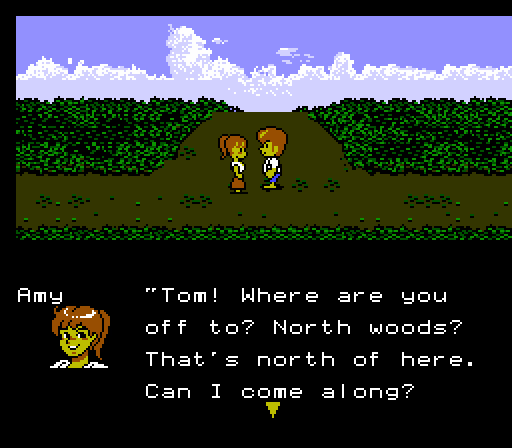 Amy "Tom! Where are you
off to? North woods?
That's north of here.
Can I come along?